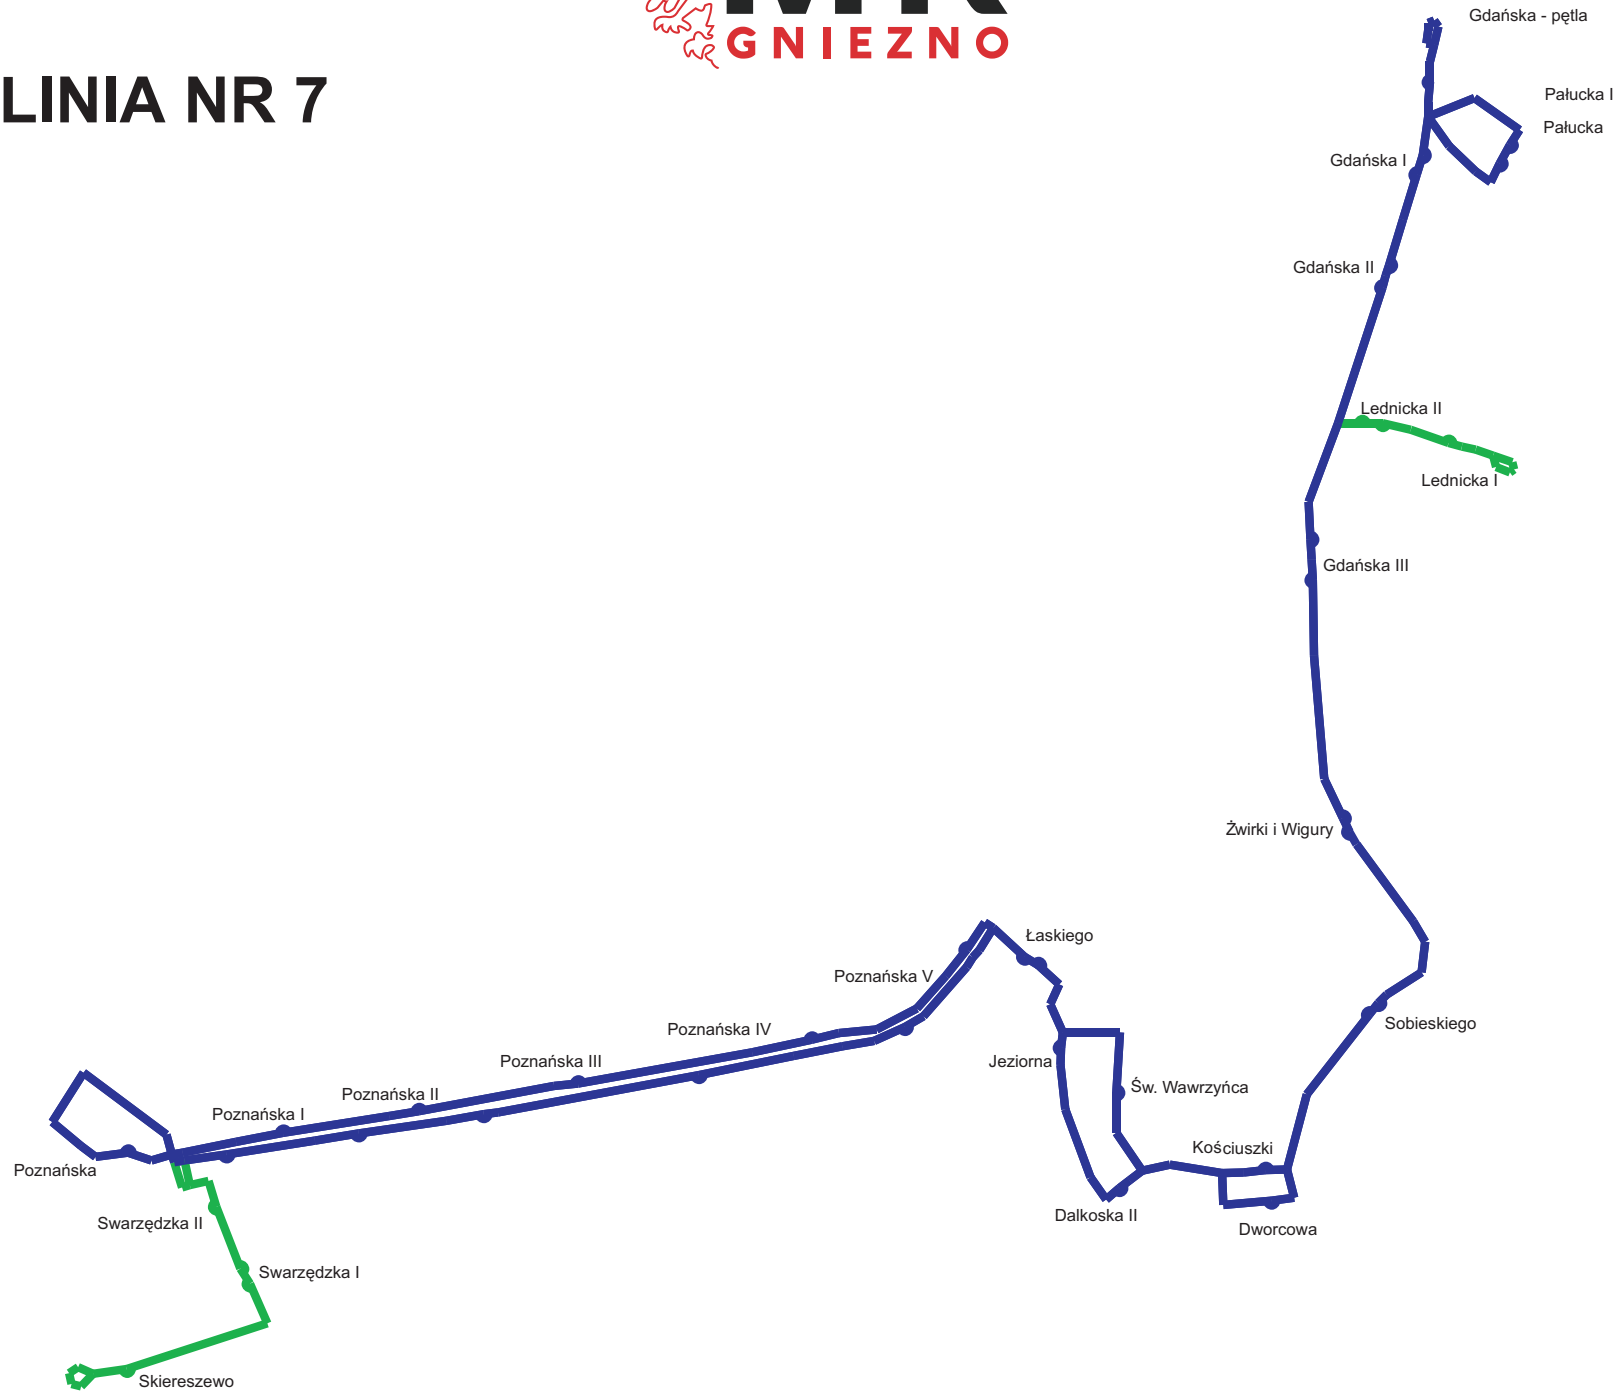 GNIEZNO
LINIA NR 7
Gdańska - pętla
Pałucka I
Pałucka
Gdańska I
Gdańska II
Lednicka II
Lednicka I
Gdańska III
Żwirki i Wigury
Łaskiego
Poznańska V
Sobieskiego
Poznańska IV
Poznańska III
Jeziorna
Św. Wawrzyńca
Poznańska II
Poznańska I
Kościuszki
Poznańska
Dalkoska II
Swarzędzka II
Dworcowa
Swarzędzka I
Skiereszewo